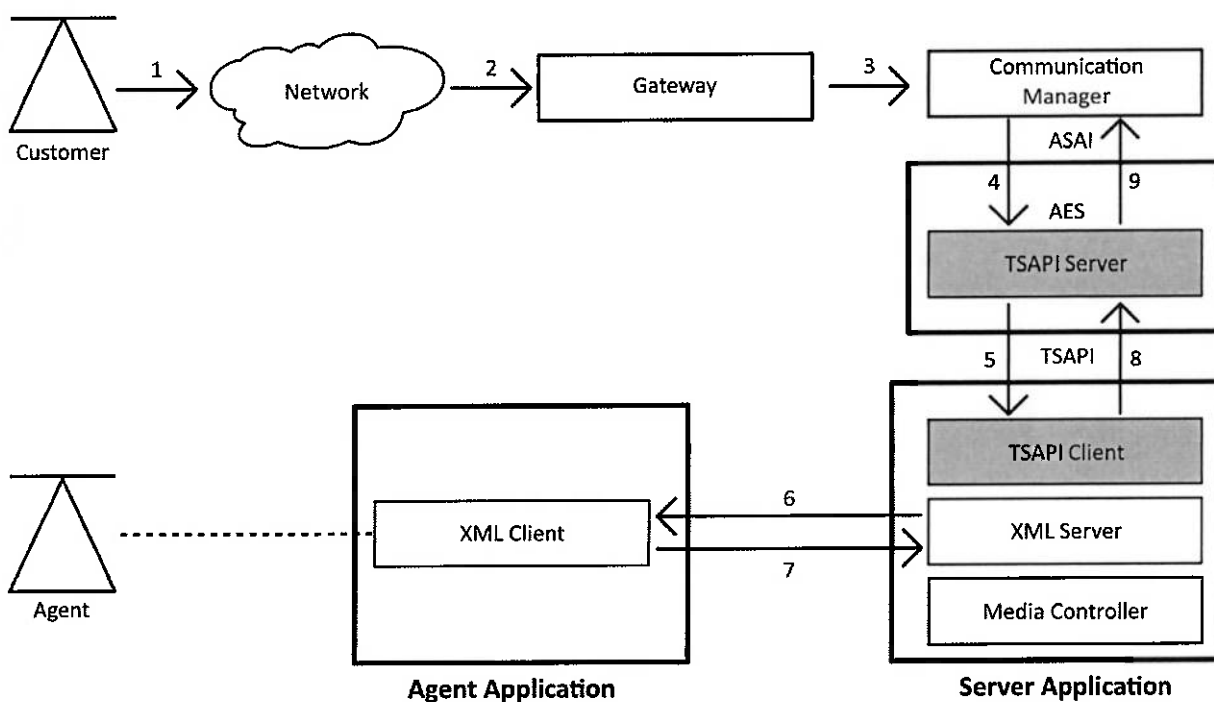 1
2
3
Network
Gateway
Communication
Manager
Customer
ASAI
4
9
AES
TSAPI Server
5
TSAPI
8
TSAPI Client
6
XML Client
XML Server
7
Agent
Media Controller
Agent Application
Server Application